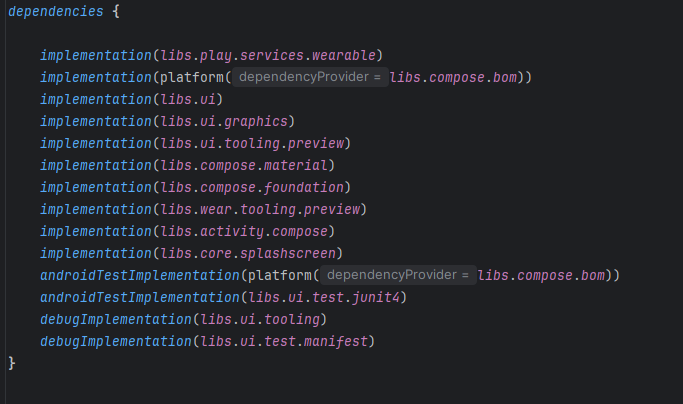 dependencies {
implementation(libs.play.services.wearable)
implementation(platform( dependencyProvider = libs.compose.bom))
implementation(libs.ui)
implementation(libs.ui.graphics)
implementation(libs.ui.tooling.preview)
implementation(libs.compose.material)
implementation(libs.compose.foundation)
implementation(libs.wear.tooling.preview)
implementation(libs.activity.compose)
implementation(libs.core.splashscreen)
androidTestImplementation(platform( dependencyProvider = libs.compose.bom))
androidTestImplementation(libs.ui.test.junit4)
debugImplementation(libs.ui.tooling)
debugImplementation(libs.ui.test.manifest)
}